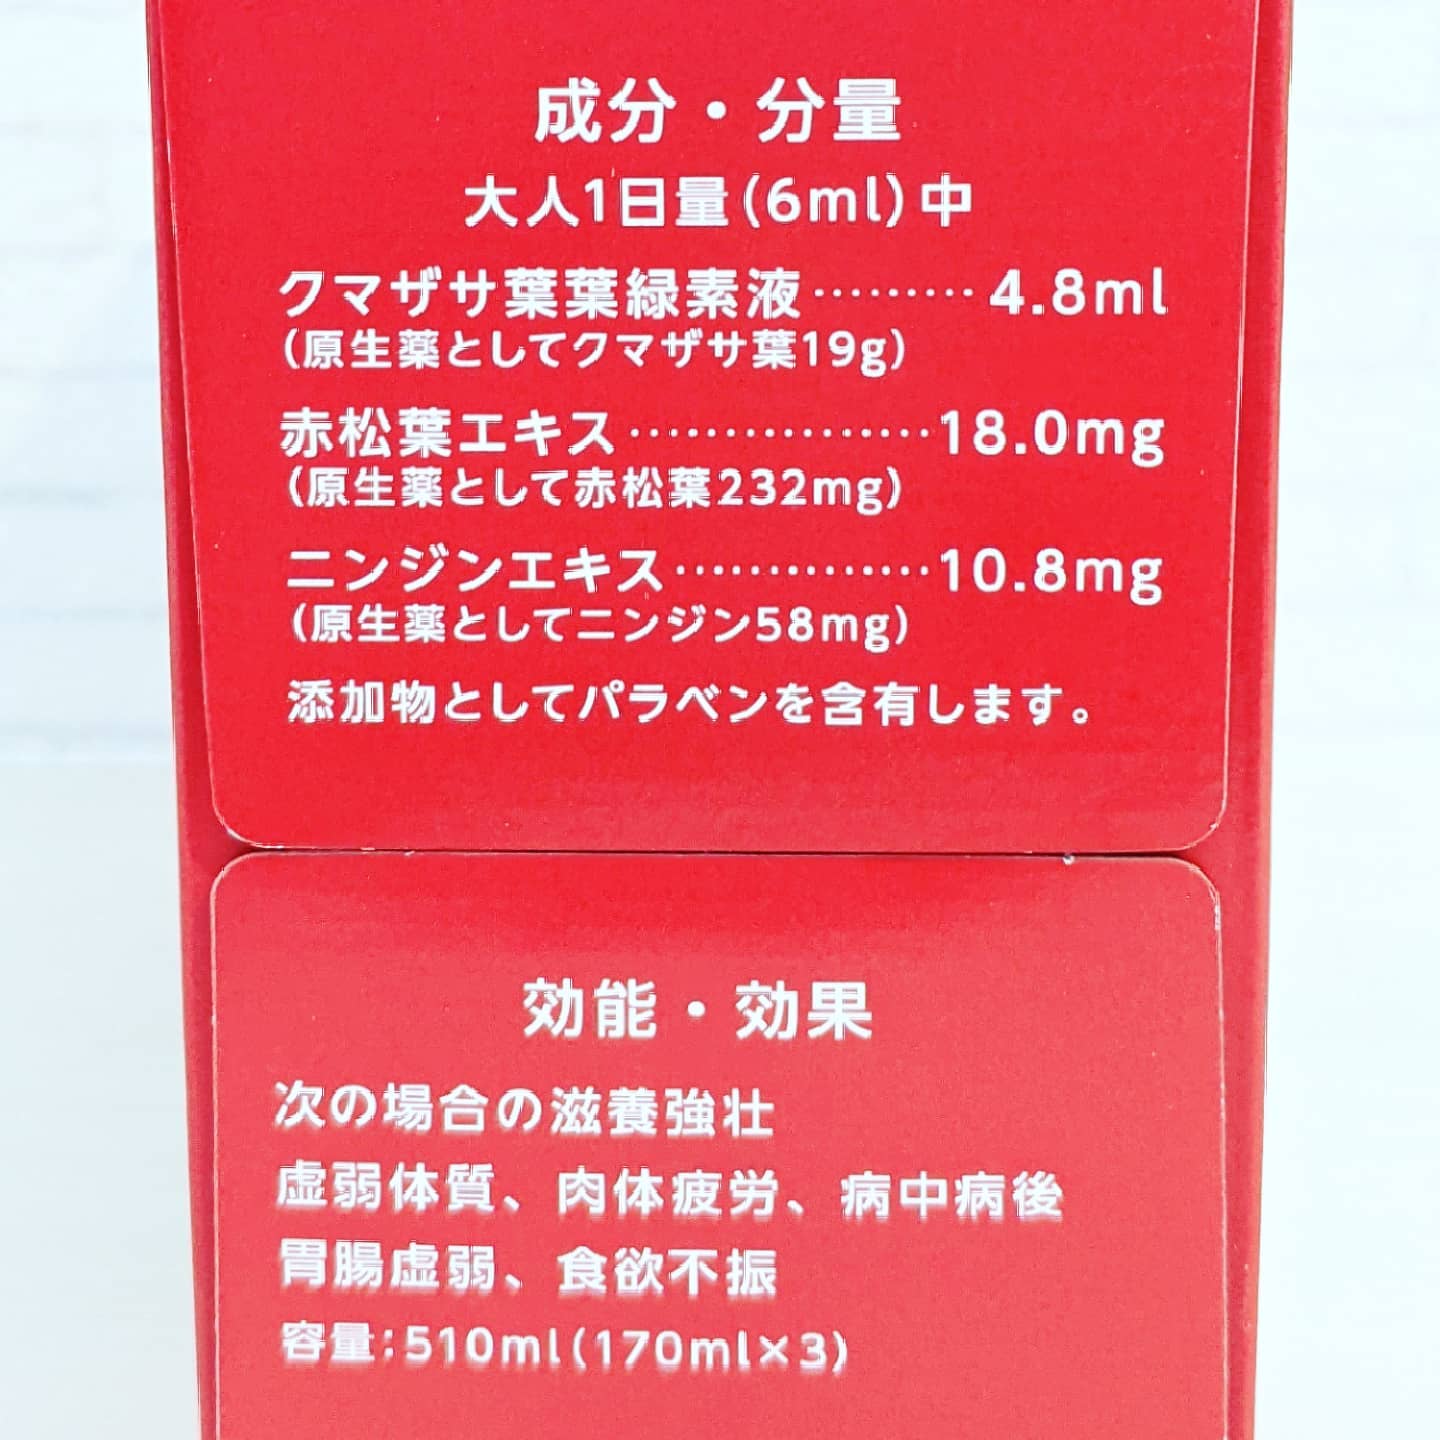 成分・分量
大人1日量(6ml)中
クマザサ葉葉緑素液………4.8ml
(原生薬としてクマザサ葉19g)
赤松葉エキス………………18.0mg
(原生薬として赤松葉232mg)
ニンジンエキス……………10.8mg
(原生薬としてニンジン58mg)
添加物としてパラベンを含有します。
効能・効果
次の場合の滋養強壮
虚弱体質、肉体疲労、病中病後
胃腸虚弱、食欲不振
容量:510ml(170ml×3)